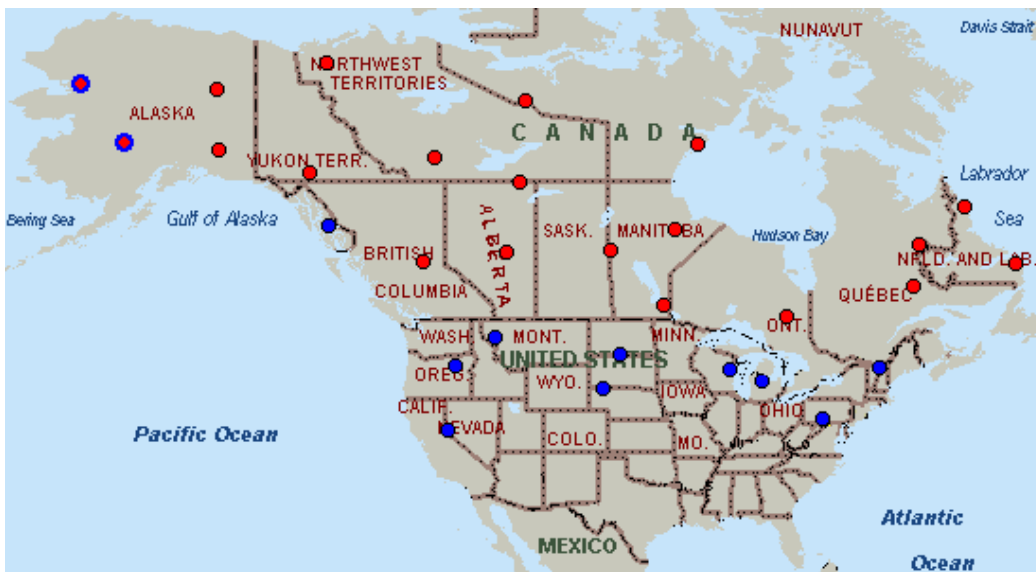 NUNAVUT
Davis Strait
NORTHWEST
TERRITORIES
ALASKA
CANADA
YUKON TERR.
Labrador
Sea
Bering Sea
Gulf of Alaska
ALBERTA
SASK.
MANITOBA
Hudson Bay
BRITISH
COLUMBIA
NFLD. AND LAB.
QUÉBEC
ONT.
WASH
MONT.
MINN.
UNITED STATES
OREG.
WYO.
IOWA
CALIF.
NEVADA
OHIO
COLO.
MO.
Pacific Ocean
Atlantic
Ocean
MEXICO